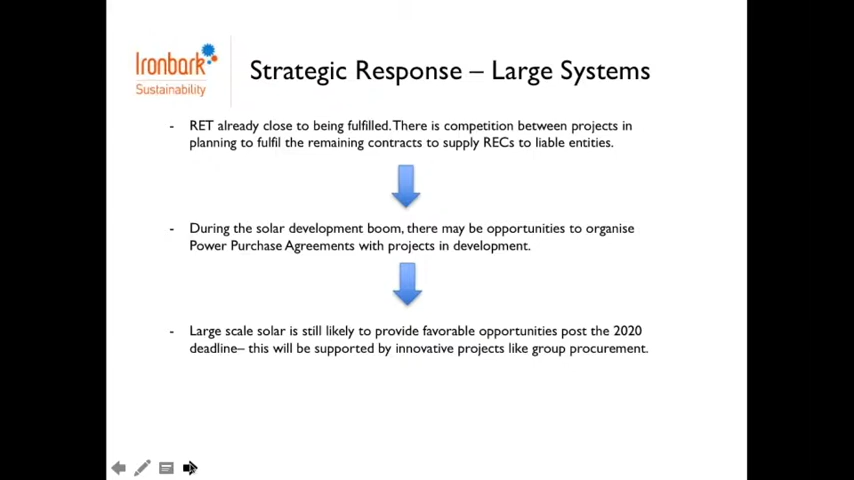 Ironbark
Sustainability
Strategic Response – Large Systems
- RET already close to being fulfilled. There is competition between projects in
planning to fulfil the remaining contracts to supply RECs to liable entities.
- During the solar development boom, there may be opportunities to organise
Power Purchase Agreements with projects in development.
- Large scale solar is still likely to provide favorable opportunities post the 2020
deadline– this will be supported by innovative projects like group procurement.